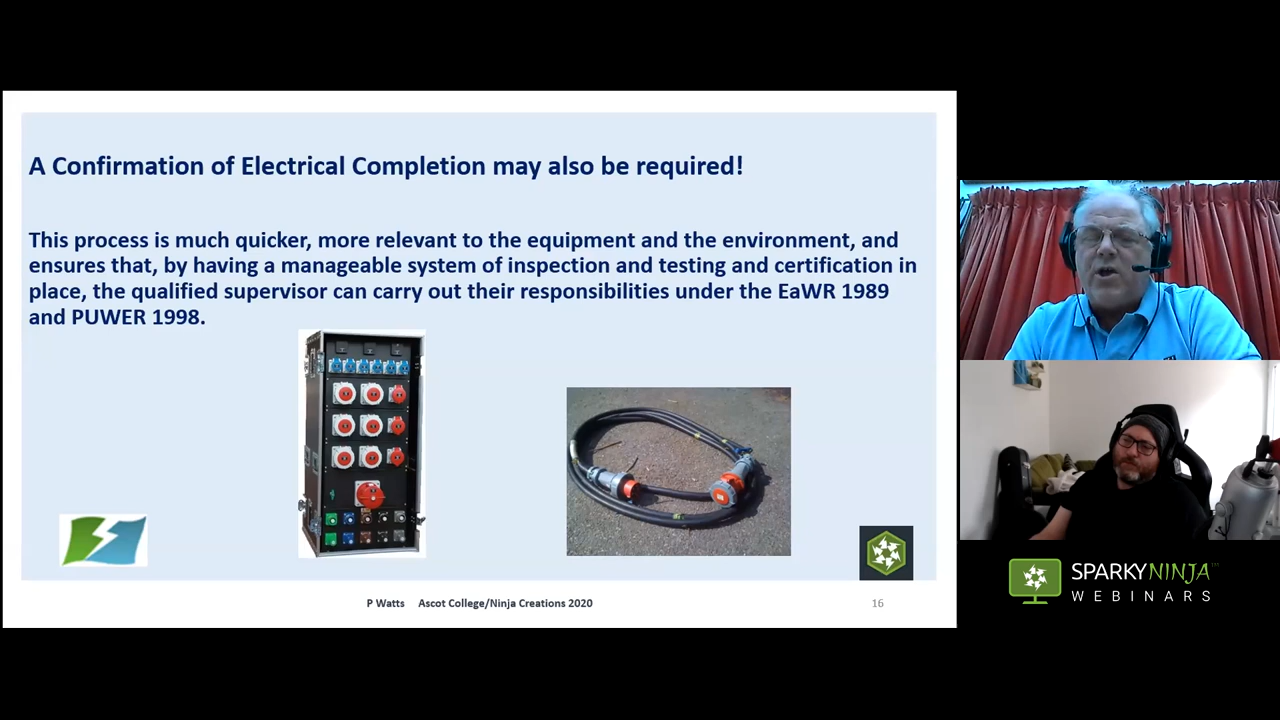 A Confirmation of Electrical Completion may also be required!
This process is much quicker, more relevant to the equipment and the environment, and
ensures that, by having a manageable system of inspection and testing and certification in
place, the qualified supervisor can carry out their responsibilities under the EaWR 1989
and PUWER 1998.
P Watts Ascot College/Ninja Creations 2020
16
SPARKYNINJA™
WEBINARS